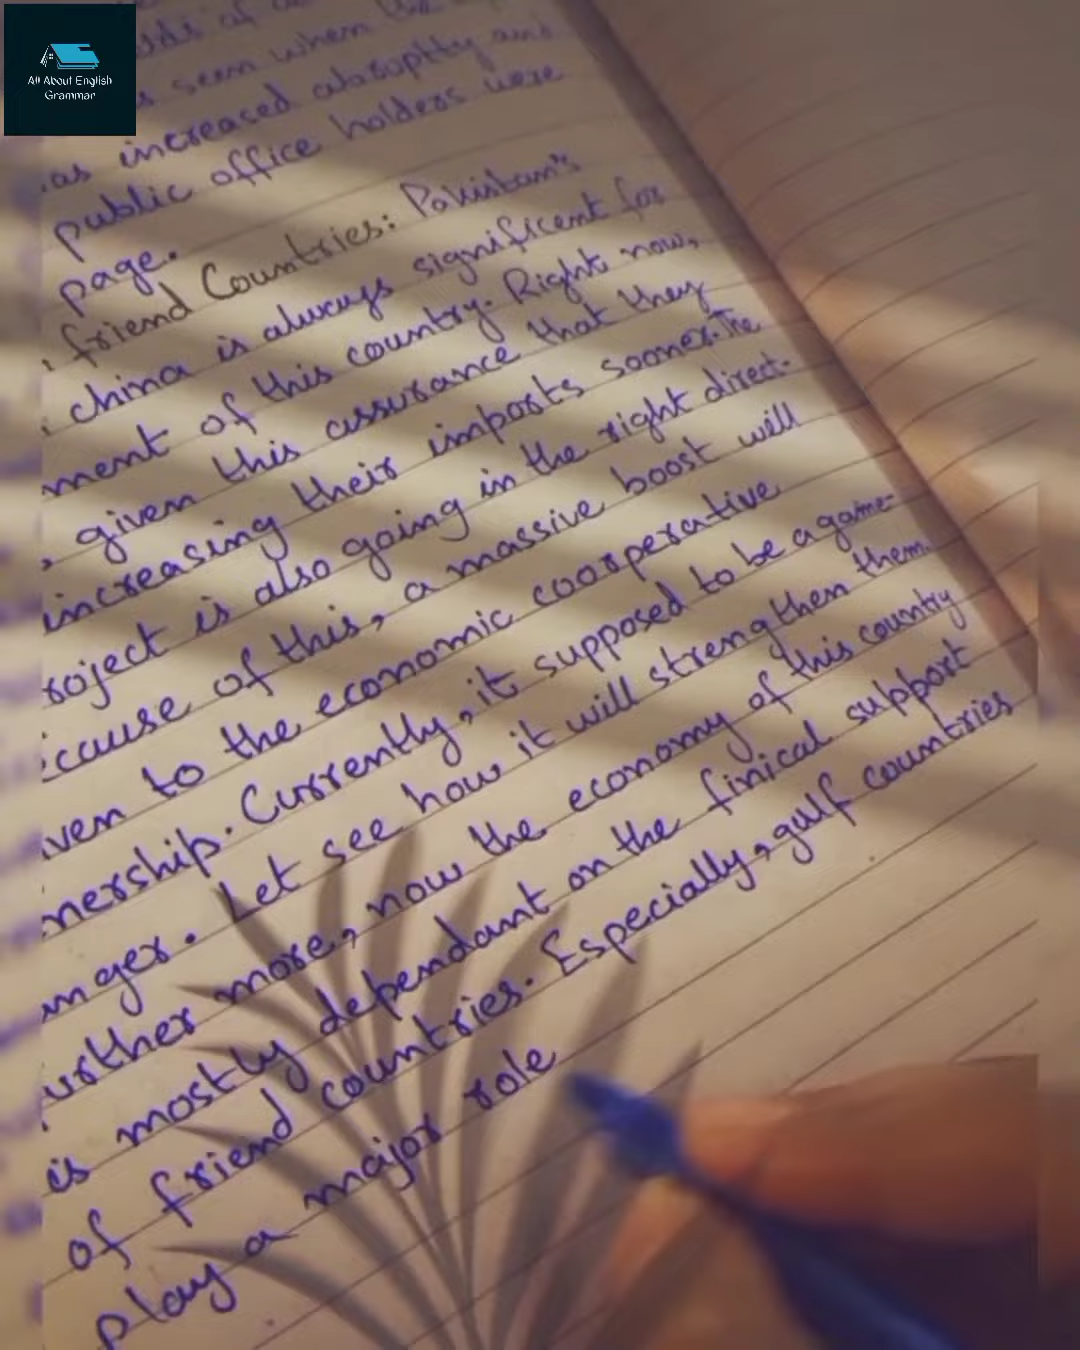 All About English
Grammar
seen when
as increased abroptty and
public office holders were
page.
friend Countries: Pakistan's
china is always significent for
ment of this country. Right now,
given this assurance that they
increasing their imports sooner. The
roject is also going in the right direct-
ecause of this, a massive boost will
iven to the economic coorperative
nership. Currently, it supposed to be a game-
anger. Let see how it will strengthen them.
urther more, now the economy of this country
is mostly dependant on the finical support
of friend countries. Especially, gulf countries
play a major role